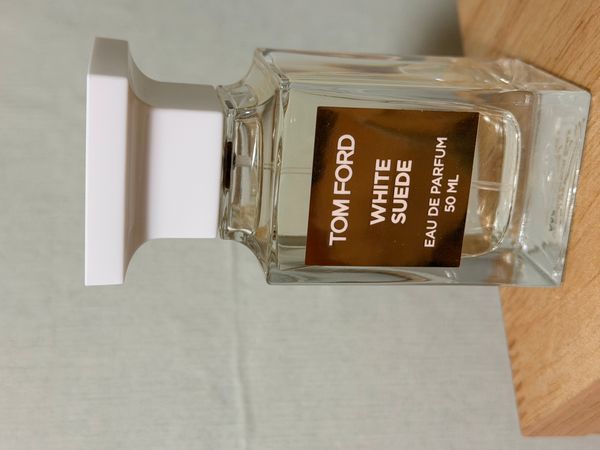 TOM FORD
WHITE
SUEDE
EAU DE PARFUM
50 ML